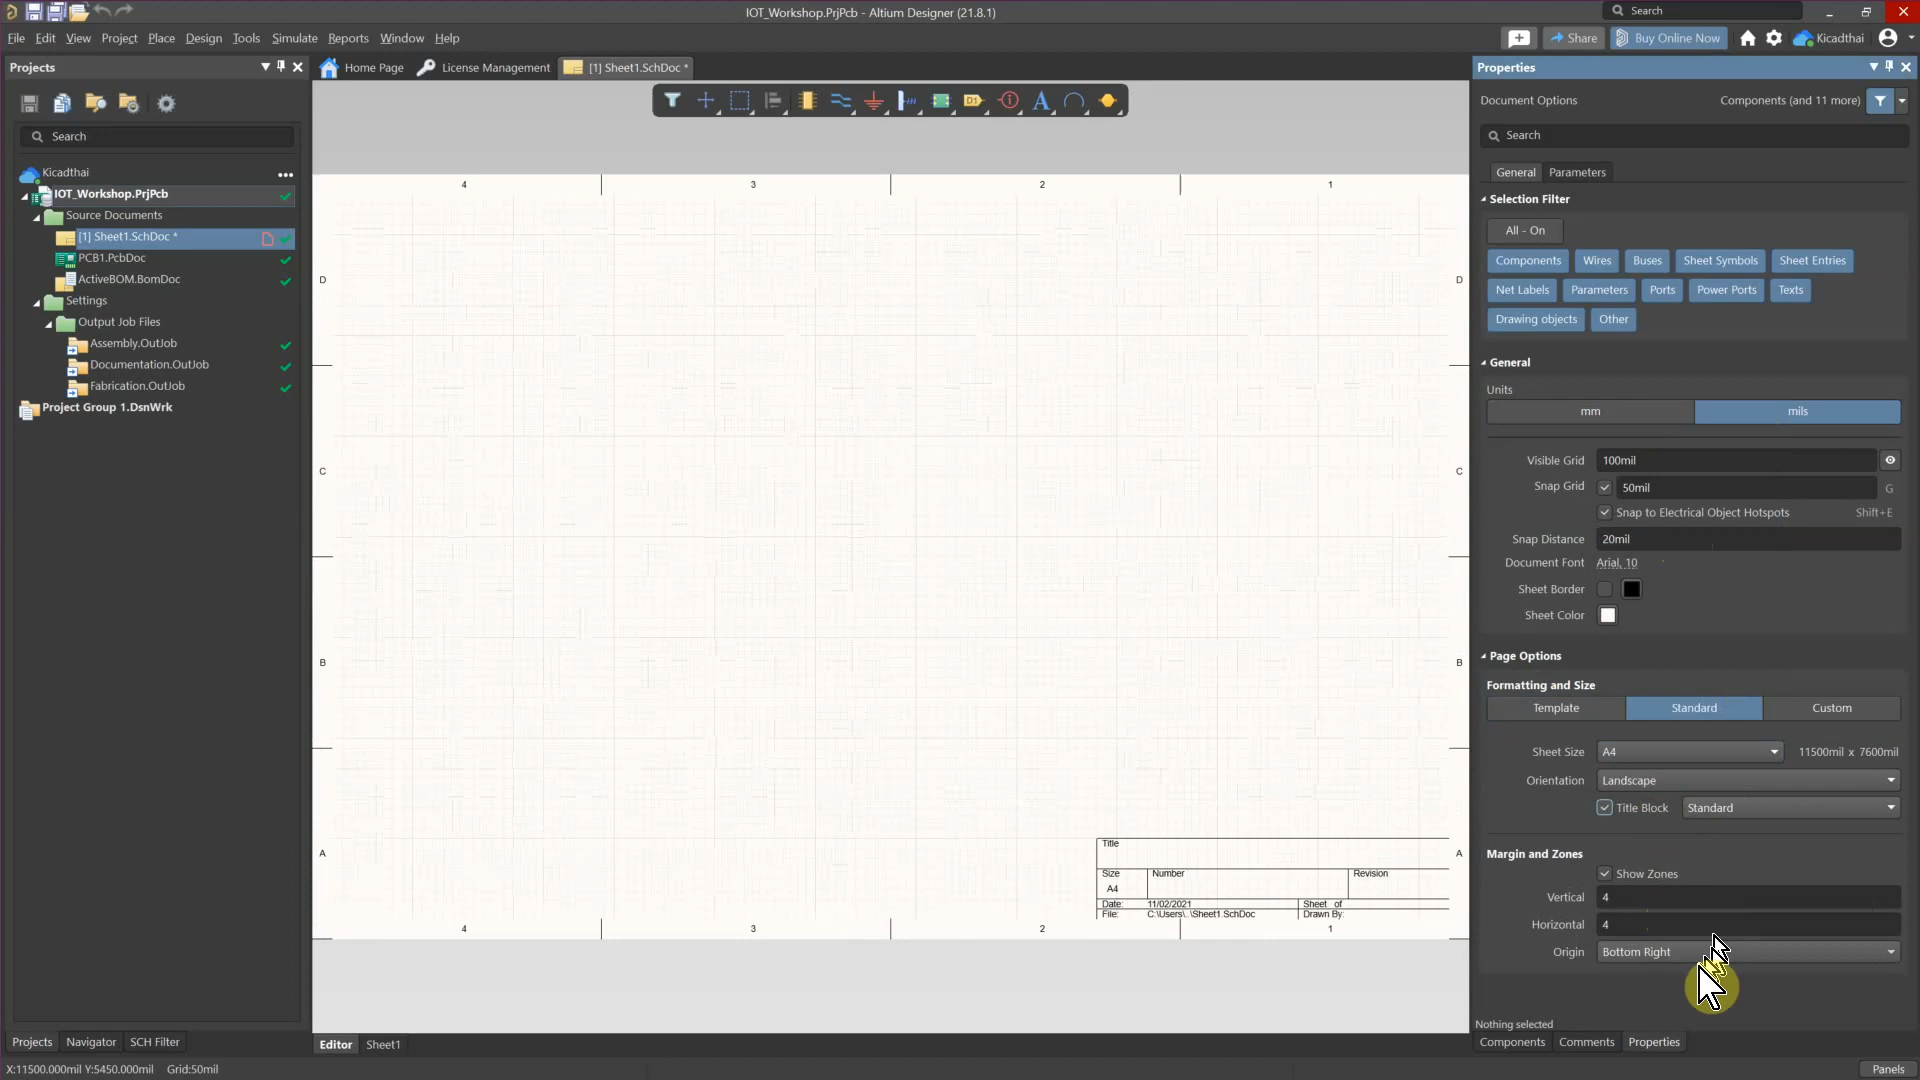 IOT_Workshop.PrjPcb - Altium Designer (21.8.1)
Search
File Edit View Project Place Design Tools Simulate Reports Window Help
Share Buy Online Now Kicadthai
Projects
Home Page License Management [1] Sheet1.SchDoc *
Properties
Search
Kicadthai
IOT_Workshop.PrjPcb
Source Documents
[1] Sheet1.SchDoc *
PCB1.PcbDoc
ActiveBOM.BomDoc
Settings
Output Job Files
Assembly.OutJob
Documentation.OutJob
Fabrication.OutJob
Project Group 1.DsnWrk
D1
A
4 3 2 1
D D
C C
B B
A A
Title
Size Number Revision
A4
Date: 11/02/2021 Sheet of
File: C:\Users\..\Sheet1.SchDoc Drawn By:
4 3 2 1
Document Options Components (and 11 more)
Search
General Parameters
Selection Filter
All - On
Components Wires Buses Sheet Symbols Sheet Entries
Net Labels Parameters Ports Power Ports Texts
Drawing objects Other
General
Units
mm mils
Visible Grid 100mil
Snap Grid 50mil G
Snap to Electrical Object Hotspots Shift+E
Snap Distance 20mil
Document Font Arial, 10
Sheet Border
Sheet Color
Page Options
Formatting and Size
Template Standard Custom
Sheet Size A4 11500mil x 7600mil
Orientation Landscape
Title Block Standard
Margin and Zones
Show Zones
Vertical 4
Horizontal 4
Origin Bottom Right
Nothing selected
Projects Navigator SCH Filter
Editor Sheet1
Components Comments Properties
X:11500.000mil Y:5450.000mil Grid:50mil
Panels